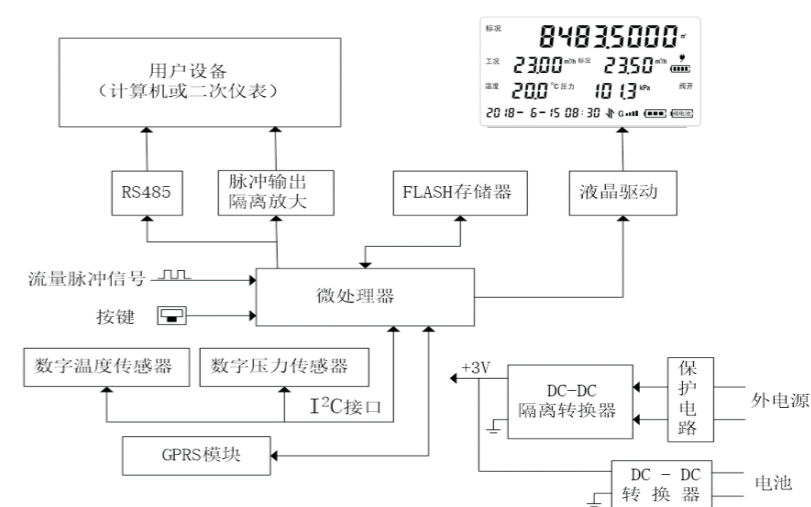 标况 8483.5000 m³
工况 23.00 m³/h 标况 23.50 m³/h
温度 20.0 ℃ 压力 101.3 kPa 阀开
2018-6-15 08:30 G
用户设备
(计算机或二次仪表)
RS485
脉冲输出
隔离放大
FLASH存储器
液晶驱动
流量脉冲信号
微处理器
按键
数字温度传感器
数字压力传感器
I²C接口
GPRS模块
+3V
DC-DC
隔离转换器
保
护
电
路
外电源
DC - DC
转 换 器
电池